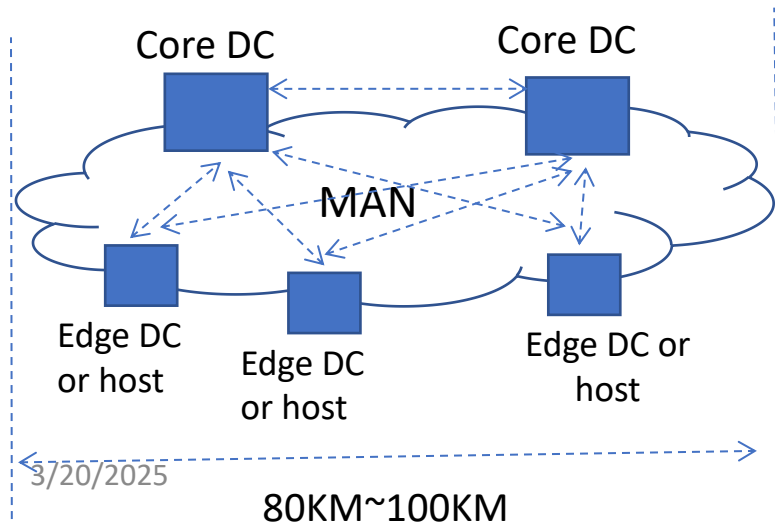 Core DC
Core DC
MAN
Edge DC
or host
Edge DC
or host
Edge DC or
host
3/20/2025
80KM~100KM